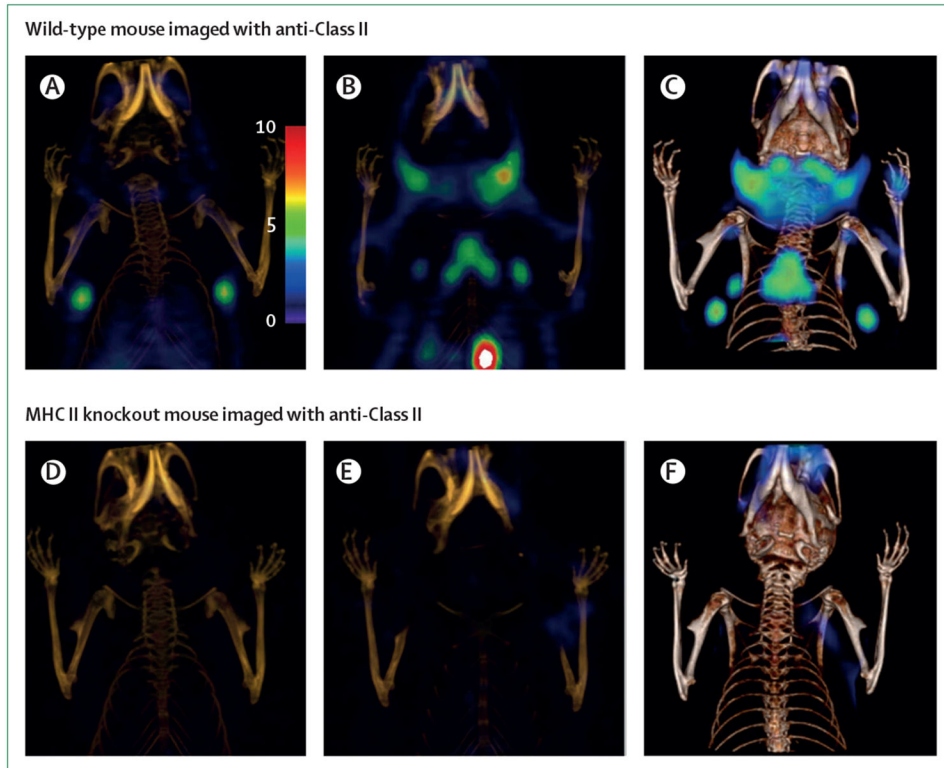 Wild-type mouse imaged with anti-Class II
A
B
C
10
5
0
MHC II knockout mouse imaged with anti-Class II
D
E
F